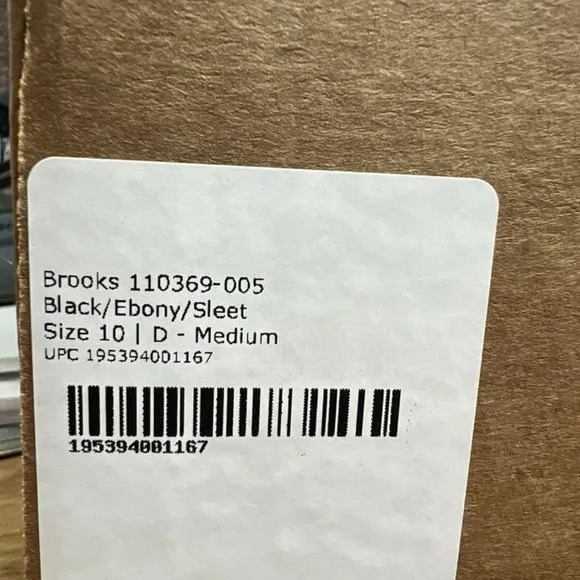 Brooks 110369-005
Black/Ebony/Sleet
Size 10 | D - Medium
UPC 195394001167
195394001167